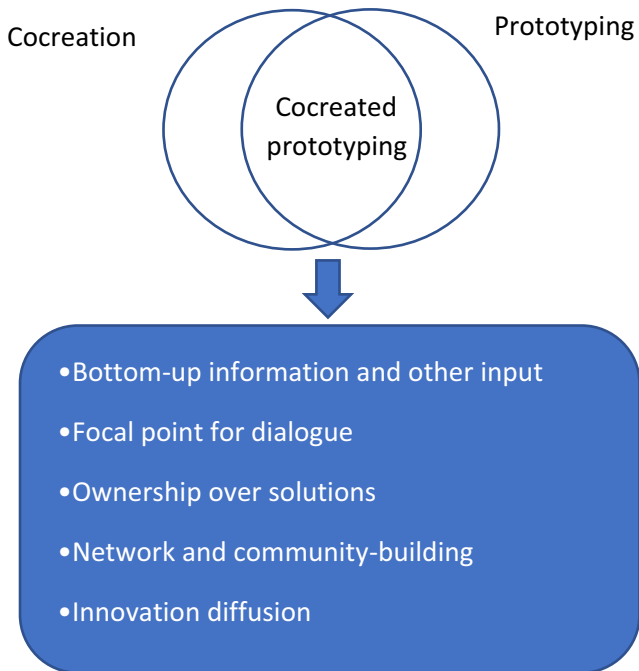 Cocreation
Prototyping
Cocreated
prototyping
•Bottom-up information and other input
•Focal point for dialogue
•Ownership over solutions
•Network and community-building
•Innovation diffusion